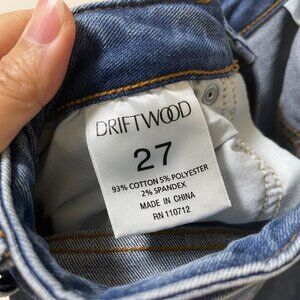 DRIFTWOOD
27
93% COTTON 5% POLYESTER
2% SPANDEX
MADE IN CHINA
RN 110712